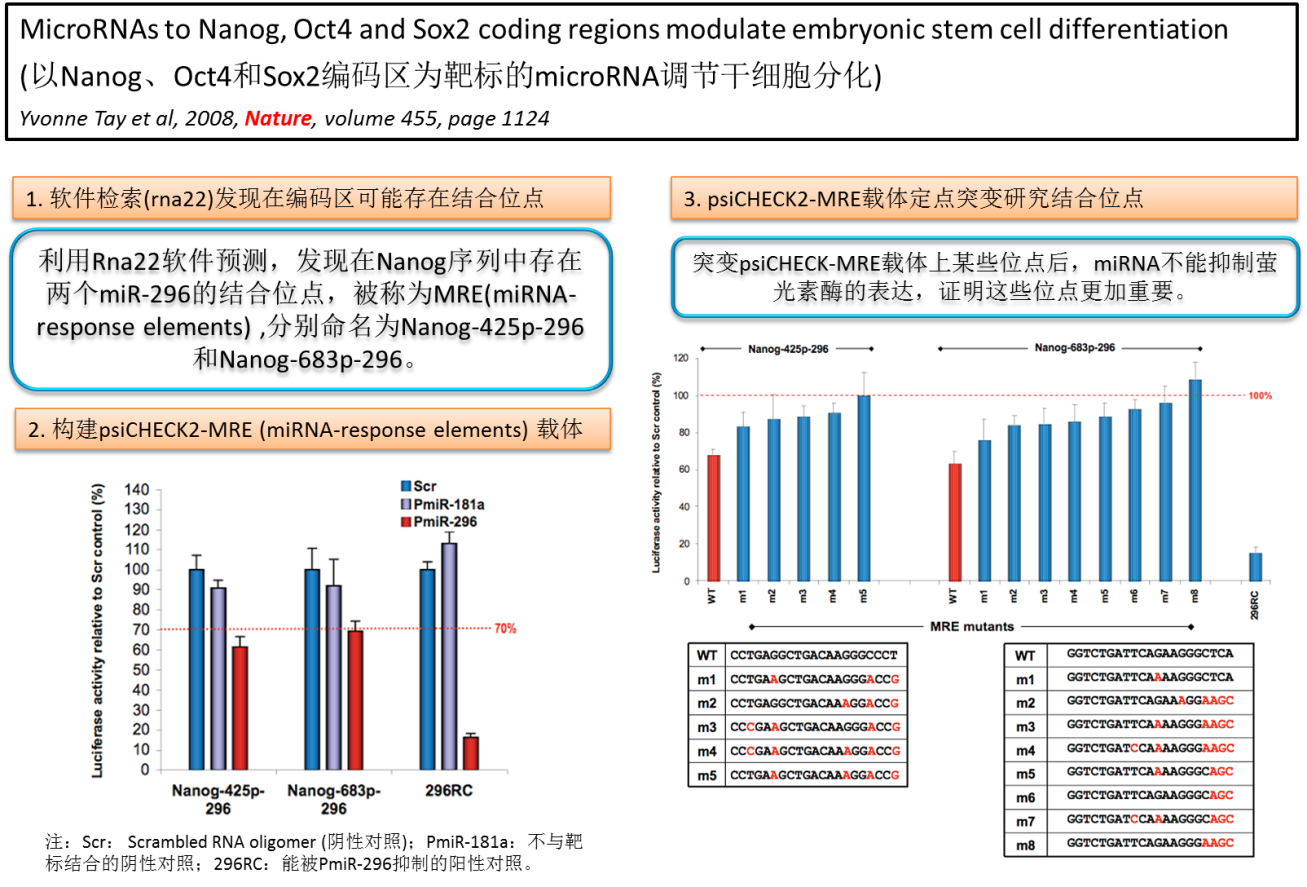 MicroRNAs to Nanog, Oct4 and Sox2 coding regions modulate embryonic stem cell differentiation
(以Nanog、Oct4和Sox2编码区为靶标的microRNA调节干细胞分化)
Yvonne Tay et al, 2008, Nature, volume 455, page 1124
1. 软件检索(rna22)发现在编码区可能存在结合位点
利用Rna22软件预测，发现在Nanog序列中存在
两个miR-296的结合位点，被称为MRE(miRNA-
response elements) ,分别命名为Nanog-425p-296
和Nanog-683p-296。
2. 构建psiCHECK2-MRE (miRNA-response elements) 载体
Luciferase activity relative to Scr control (%)
140
130
120
110
100
90
80
70
60
50
40
30
20
10
0
Scr
PmiR-181a
PmiR-296
70%
Nanog-425p-
296
Nanog-683p-
296
296RC
注：Scr： Scrambled RNA oligomer (阴性对照)；PmiR-181a：不与靶
标结合的阴性对照；296RC：能被PmiR-296抑制的阳性对照。
3. psiCHECK2-MRE载体定点突变研究结合位点
突变psiCHECK-MRE载体上某些位点后，miRNA不能抑制萤
光素酶的表达，证明这些位点更加重要。
Nanog-425p-296
Nanog-683p-296
Luciferase activity relative to Scr control (%)
120
100
80
60
40
20
0
100%
WT m1 m2 m3 m4 m5
WT m1 m2 m3 m4 m5 m6 m7 m8
296RC
MRE mutants
WT CCTGAGGCTGACAAGGGCCCT
m1 CCTGAAGCTGACAAGGGACCG
m2 CCTGAGGCTGACAAAGGACCG
m3 CCCGAAGCTGACAAGGGACCG
m4 CCCGAAGCTGACAAAGGACCG
m5 CCTGAAGCTGACAAAGGACCG
WT GGTCTGATTCAGAAGGGCTCA
m1 GGTCTGATTCAAAAGGGCTCA
m2 GGTCTGATTCAGAAAGGAAGC
m3 GGTCTGATTCAAAAGGGAAGC
m4 GGTCTGATCCAAAAGGGAAGC
m5 GGTCTGATTCAAAAGGGCAGC
m6 GGTCTGATTCAGAAGGGCAGC
m7 GGTCTGATCCAAAAGGGCAGC
m8 GGTCTGATTCAGAAGGGAAGC